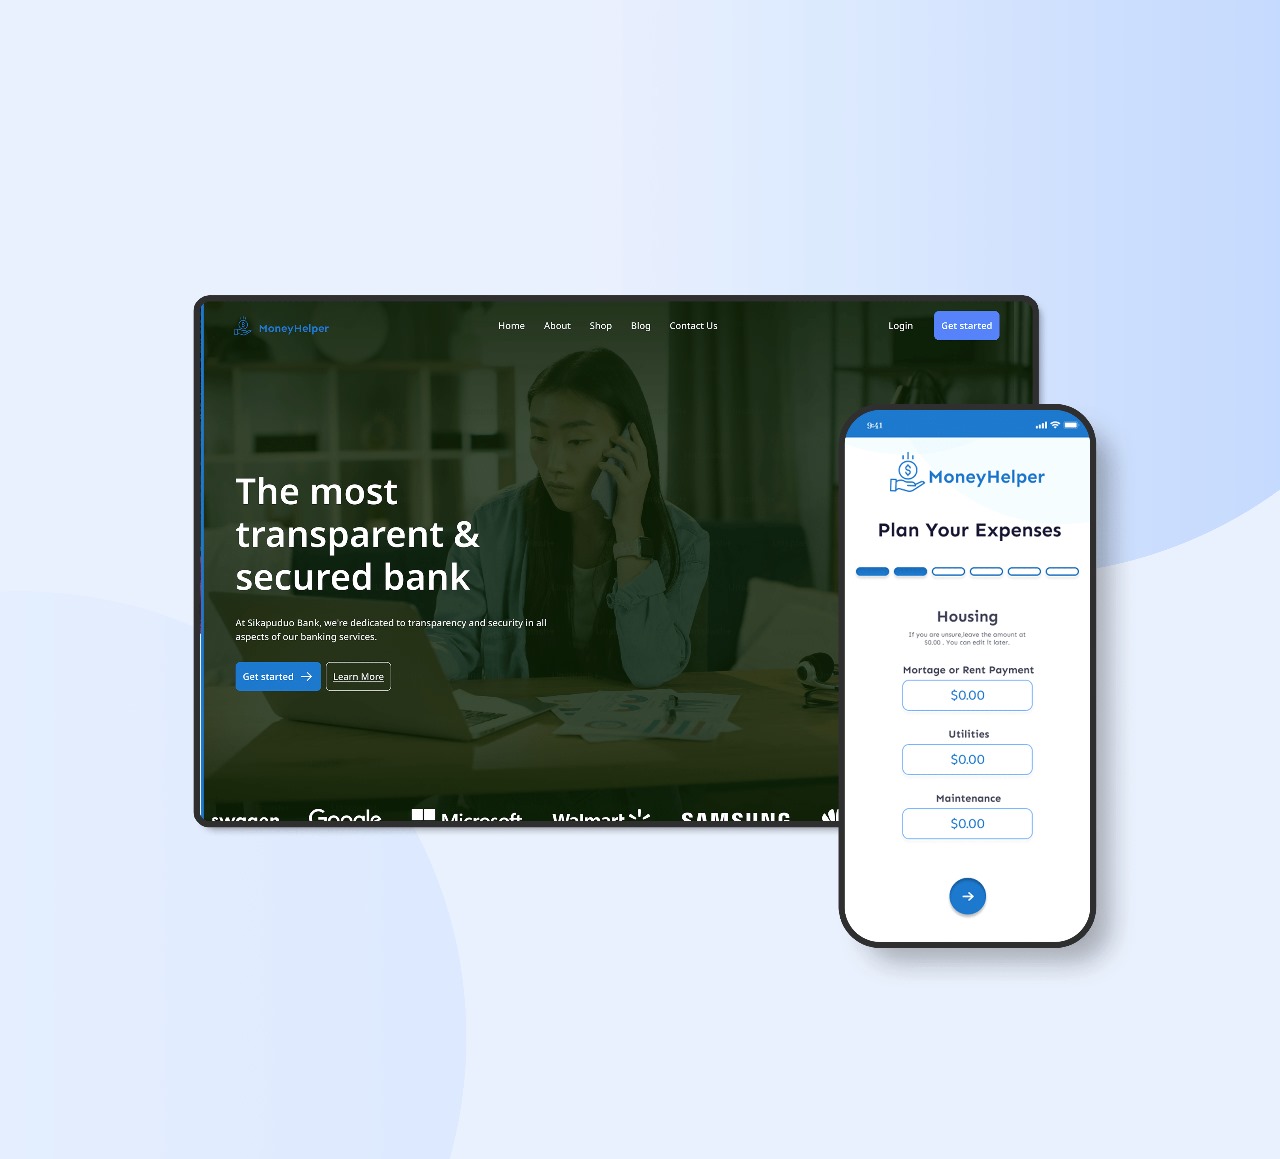 MoneyHelper
Home About Shop Blog Contact Us
Login Get started
The most
transparent &
secured bank
At Sikapuduo Bank, we're dedicated to transparency and security in all
aspects of our banking services.
Get started Learn More
swagen Google Microsoft Walmart SAMSUNG
9:41
$ MoneyHelper
Plan Your Expenses
Housing
If you are unsure,leave the amount at
$0.00 . You can edit it later.
Mortage or Rent Payment
$0.00
Utilities
$0.00
Maintenance
$0.00